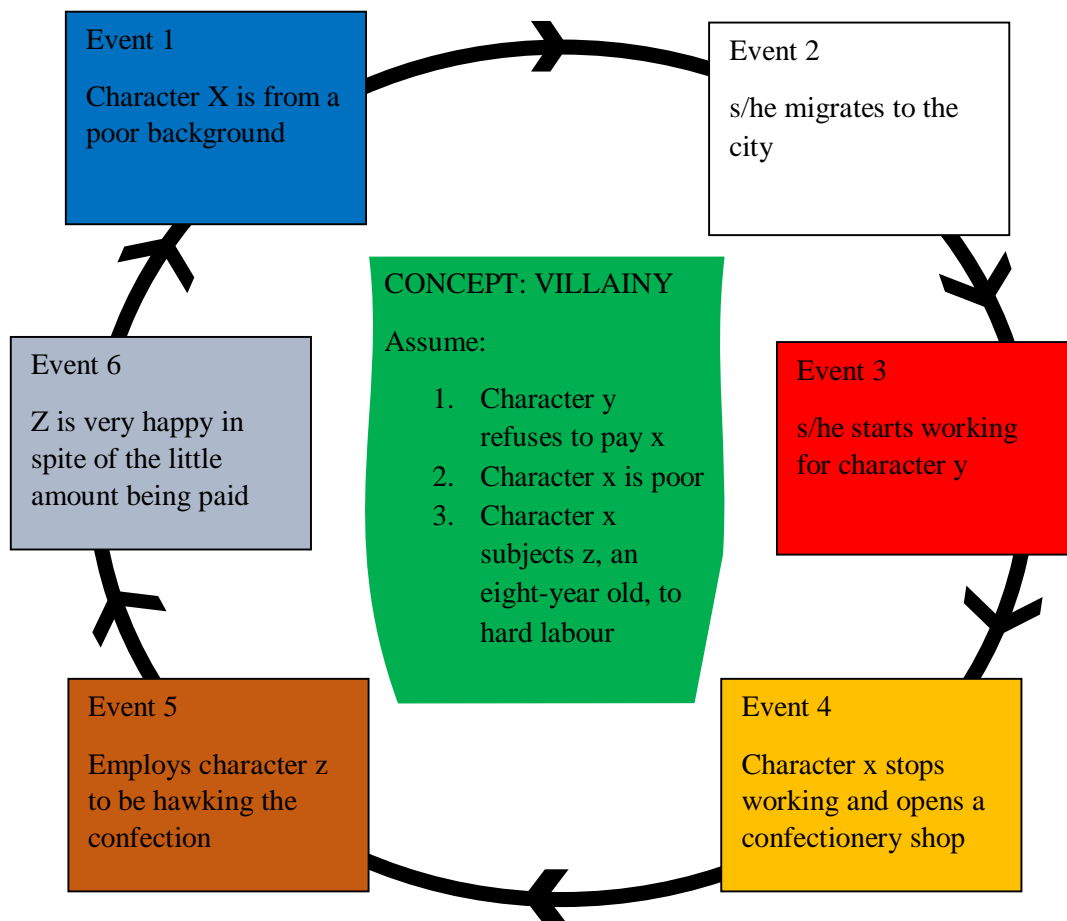 Event 1
Character X is from a
poor background
Event 2
s/he migrates to the
city
Event 3
s/he starts working
for character y
Event 4
Character x stops
working and opens a
confectionery shop
Event 5
Employs character z
to be hawking the
confection
Event 6
Z is very happy in
spite of the little
amount being paid
CONCEPT: VILLAINY
Assume:
1. Character y
refuses to pay x
2. Character x is poor
3. Character x
subjects z, an
eight-year old, to
hard labour